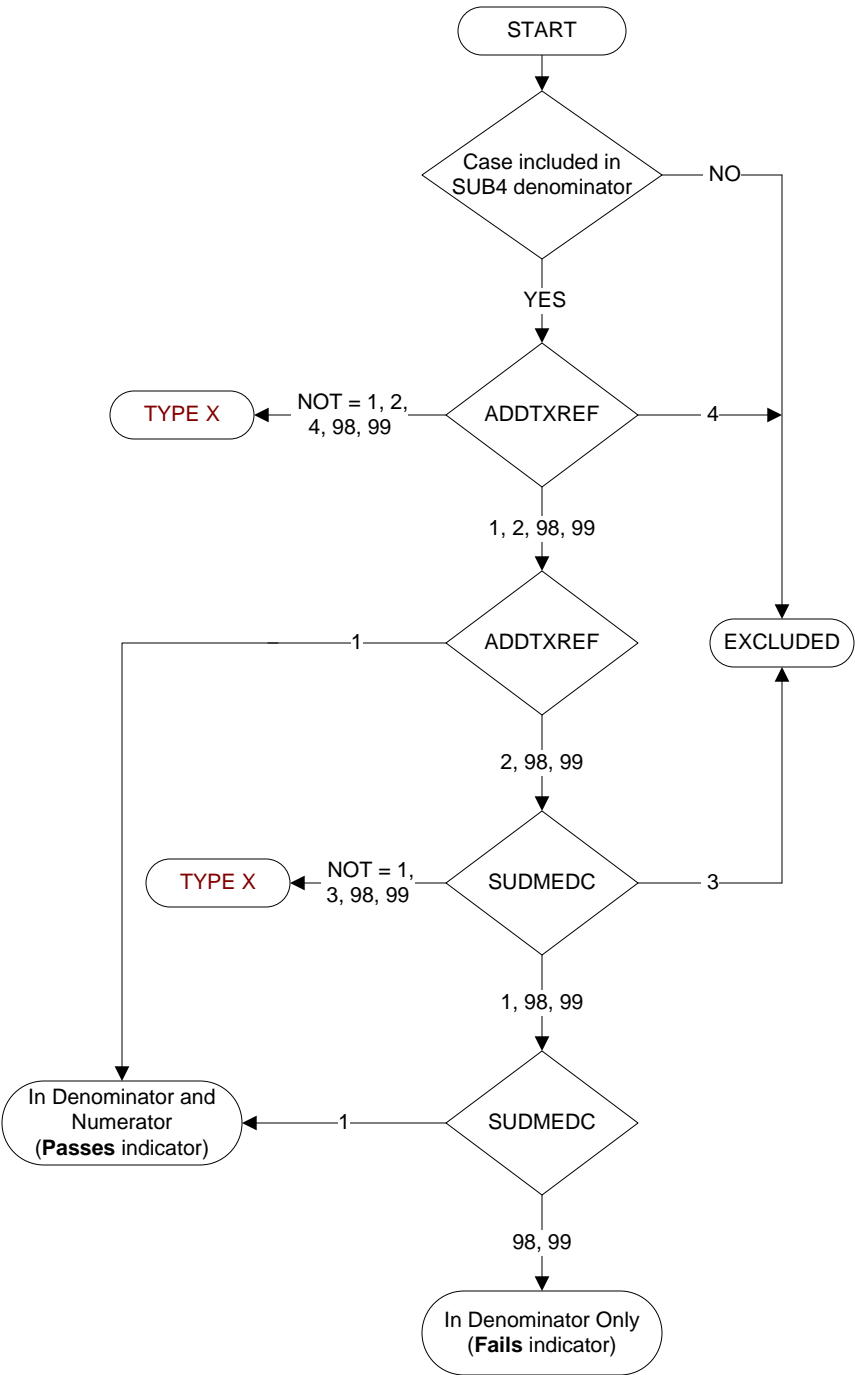 START
Case included in
SUB4 denominator
NO
YES
TYPE X
NOT = 1, 2,
4, 98, 99
ADDTXREF
4
1, 2, 98, 99
1
ADDTXREF
EXCLUDED
2, 98, 99
TYPE X
NOT = 1,
3, 98, 99
SUDMEDC
3
1, 98, 99
In Denominator and
Numerator
(Passes indicator)
1
SUDMEDC
98, 99
In Denominator Only
(Fails indicator)